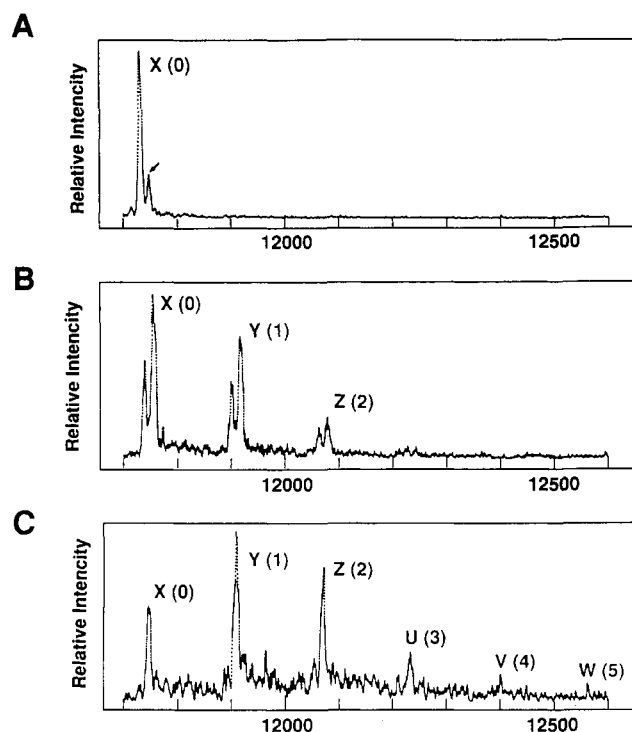 A
Relative Intencity
X (0)
12000
12500
B
Relative Intencity
X (0)
Y (1)
Z (2)
12000
12500
C
Relative Intencity
X (0)
Y (1)
Z (2)
U (3)
V (4)
W (5)
12000
12500